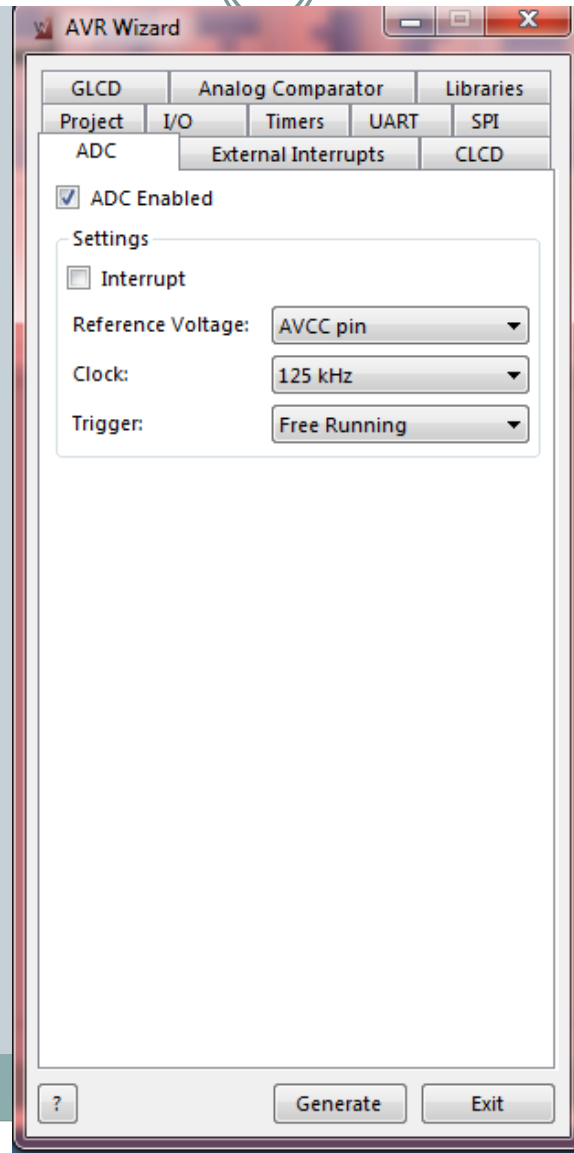 AVR Wizard
GLCD Analog Comparator Libraries
Project I/O Timers UART SPI
ADC External Interrupts CLCD
ADC Enabled
Settings
Interrupt
Reference Voltage: AVCC pin
Clock: 125 kHz
Trigger: Free Running
? Generate Exit